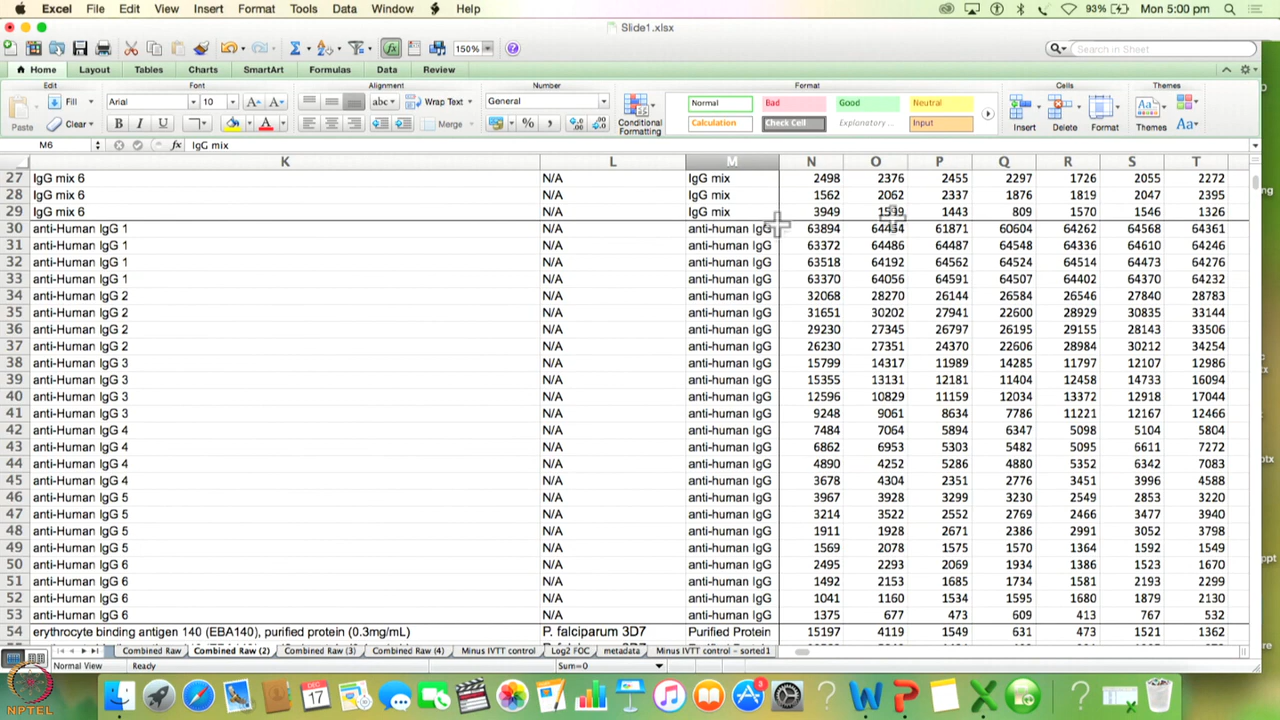 Excel File Edit View Insert Format Tools Data Window Help 93% Mon 5:00 pm
Slide1.xlsx
150% Search in Sheet
Home Layout Tables Charts SmartArt Formulas Data Review
Edit Font Alignment Number Format Cells Themes
Fill Arial 10 abc Wrap Text General Normal Bad Good Neutral
Paste Clear B I U Merge Conditional Formatting Calculation Check Cell Explanatory ... Input Insert Delete Format Themes Aa
M6 fx IgG mix
K L M N O P Q R S T
27 IgG mix 6 N/A IgG mix 2498 2376 2455 2297 1726 2055 2272
28 IgG mix 6 N/A IgG mix 1562 2062 2337 1876 1819 2047 2395
29 IgG mix 6 N/A IgG mix 3949 1443 809 1570 1546 1326
30 anti-Human IgG 1 N/A anti-human IgG 63894 61871 60604 64262 64568 64361
31 anti-Human IgG 1 N/A anti-human IgG 63372 64486 64487 64548 64336 64610 64246
32 anti-Human IgG 1 N/A anti-human IgG 63518 64192 64562 64524 64514 64473 64276
33 anti-Human IgG 1 N/A anti-human IgG 63370 64056 64591 64507 64402 64370 64232
34 anti-Human IgG 2 N/A anti-human IgG 32068 28270 26144 26584 26546 27840 28783
35 anti-Human IgG 2 N/A anti-human IgG 31651 30202 27941 22600 28929 30835 33144
36 anti-Human IgG 2 N/A anti-human IgG 29230 27345 26797 26195 29155 28143 33506
37 anti-Human IgG 2 N/A anti-human IgG 26230 27351 24370 22606 28984 30212 34254
38 anti-Human IgG 3 N/A anti-human IgG 15799 14317 11989 14285 11797 12107 12986
39 anti-Human IgG 3 N/A anti-human IgG 15355 13131 12181 11404 12458 14733 16094
40 anti-Human IgG 3 N/A anti-human IgG 12596 10829 11159 12034 13372 12918 17044
41 anti-Human IgG 3 N/A anti-human IgG 9248 9061 8634 7786 11221 12167 12466
42 anti-Human IgG 4 N/A anti-human IgG 7484 7064 5894 6347 5098 5104 5804
43 anti-Human IgG 4 N/A anti-human IgG 6862 6953 5303 5482 5095 6611 7272
44 anti-Human IgG 4 N/A anti-human IgG 4890 4252 5286 4880 5352 6342 7083
45 anti-Human IgG 4 N/A anti-human IgG 3678 4304 2351 2776 3451 3996 4588
46 anti-Human IgG 5 N/A anti-human IgG 3967 3928 3299 3230 2549 2853 3220
47 anti-Human IgG 5 N/A anti-human IgG 3214 3522 2552 2769 2466 3477 3940
48 anti-Human IgG 5 N/A anti-human IgG 1911 1928 2671 2386 2991 3052 3798
49 anti-Human IgG 5 N/A anti-human IgG 1569 2078 1575 1570 1364 1592 1549
50 anti-Human IgG 6 N/A anti-human IgG 2495 2293 2069 1934 1386 1523 1670
51 anti-Human IgG 6 N/A anti-human IgG 1492 2153 1685 1734 1581 2193 2299
52 anti-Human IgG 6 N/A anti-human IgG 1041 1160 1534 1595 1680 1879 2130
53 anti-Human IgG 6 N/A anti-human IgG 1375 677 473 609 413 767 532
54 erythrocyte binding antigen 140 (EBA140), purified protein (0.3mg/mL) P. falciparum 3D7 Purified Protein 15197 4119 1549 631 473 1521 1362
Combined Raw Combined Raw (2) Combined Raw (3) Combined Raw (4) Minus IVTT control Log2 FOC metadata Minus IVTT control - sorted1
Normal View Ready Sum=0
DEC 17 3
NPTEL